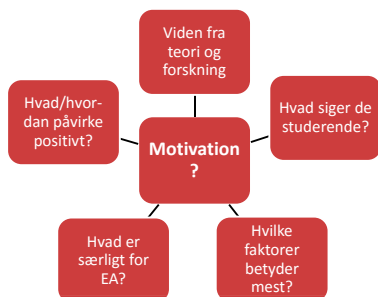 Viden fra
teori og
forskning
Hvad/hvor-
dan påvirke
positivt?
Hvad siger de
studerende?
Motivation
?
Hvad er
særligt for
EA?
Hvilke
faktorer
betyder
mest?